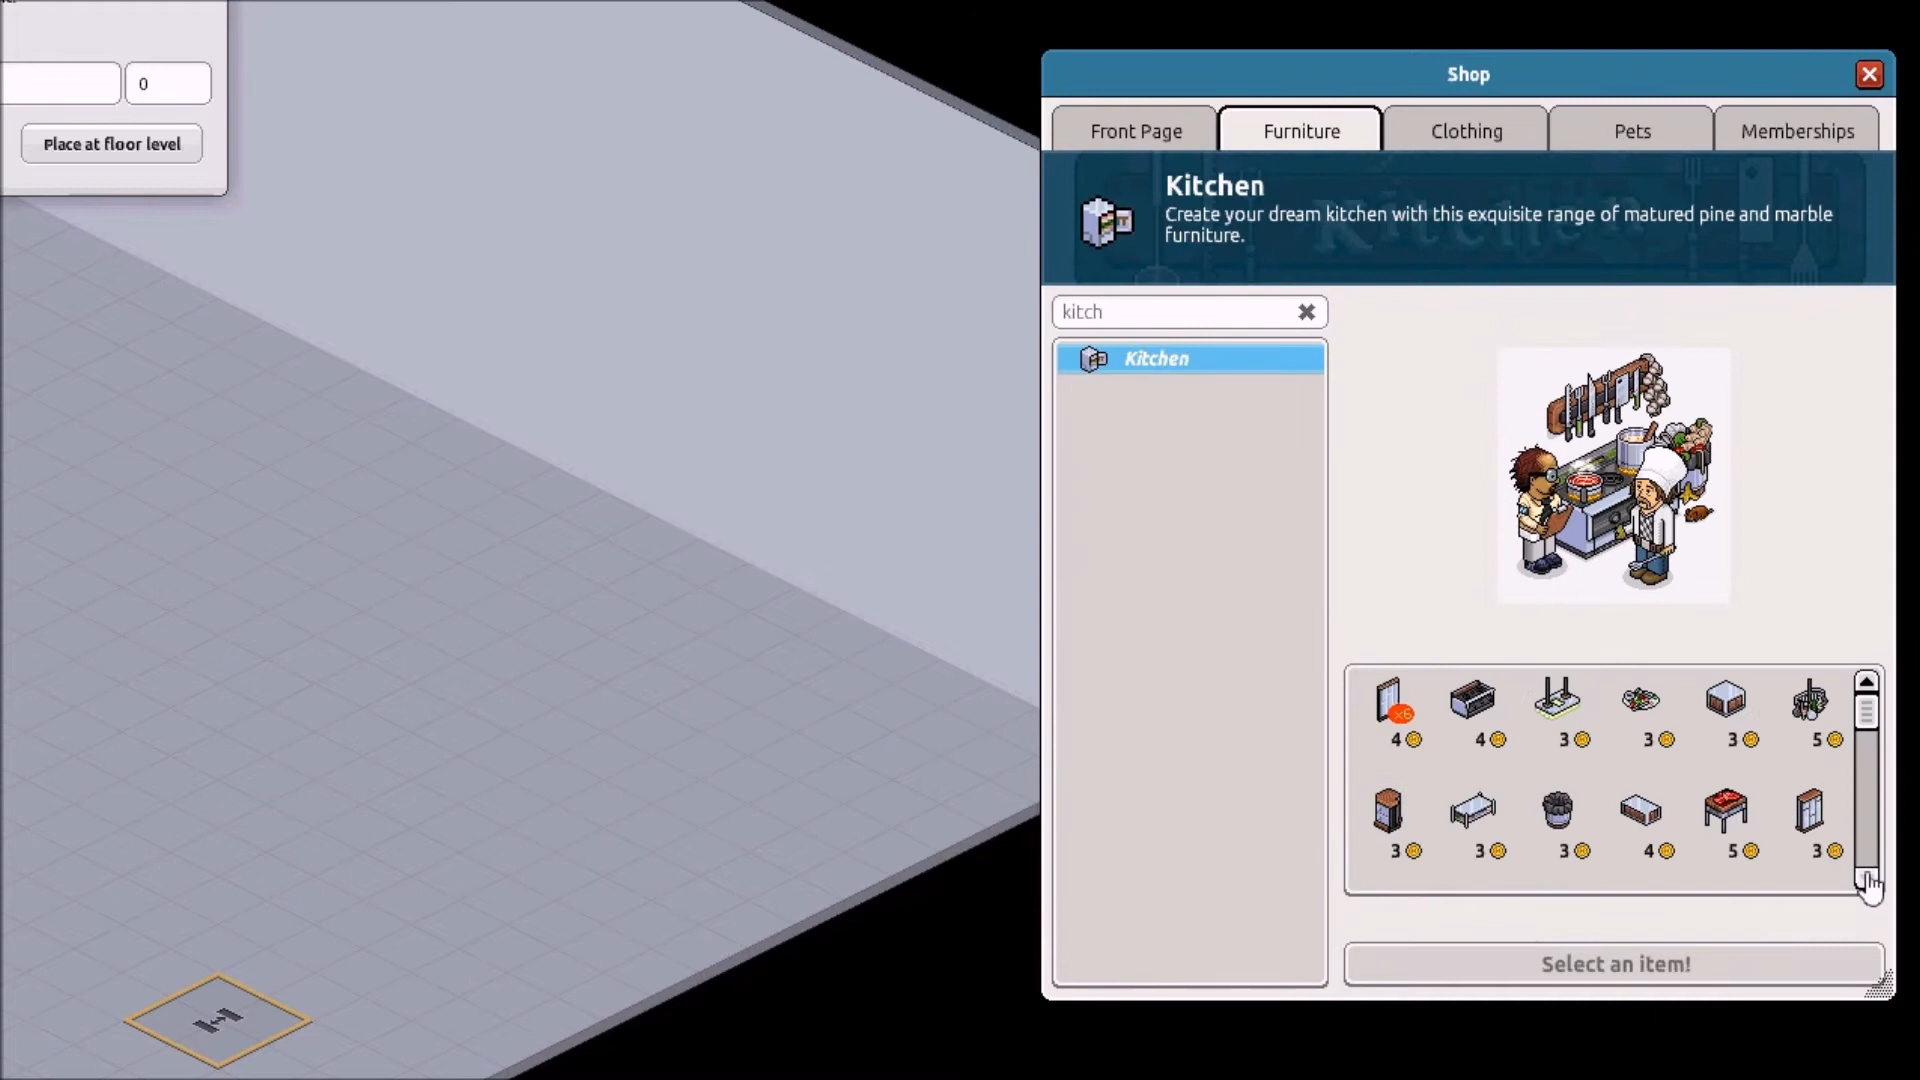 0
Place at floor level
Shop
Front Page
Furniture
Clothing
Pets
Memberships
Kitchen
Create your dream kitchen with this exquisite range of matured pine and marble
furniture.
kitch
Kitchen
x6
4
4
3
3
3
5
3
3
3
4
5
3
Select an item!